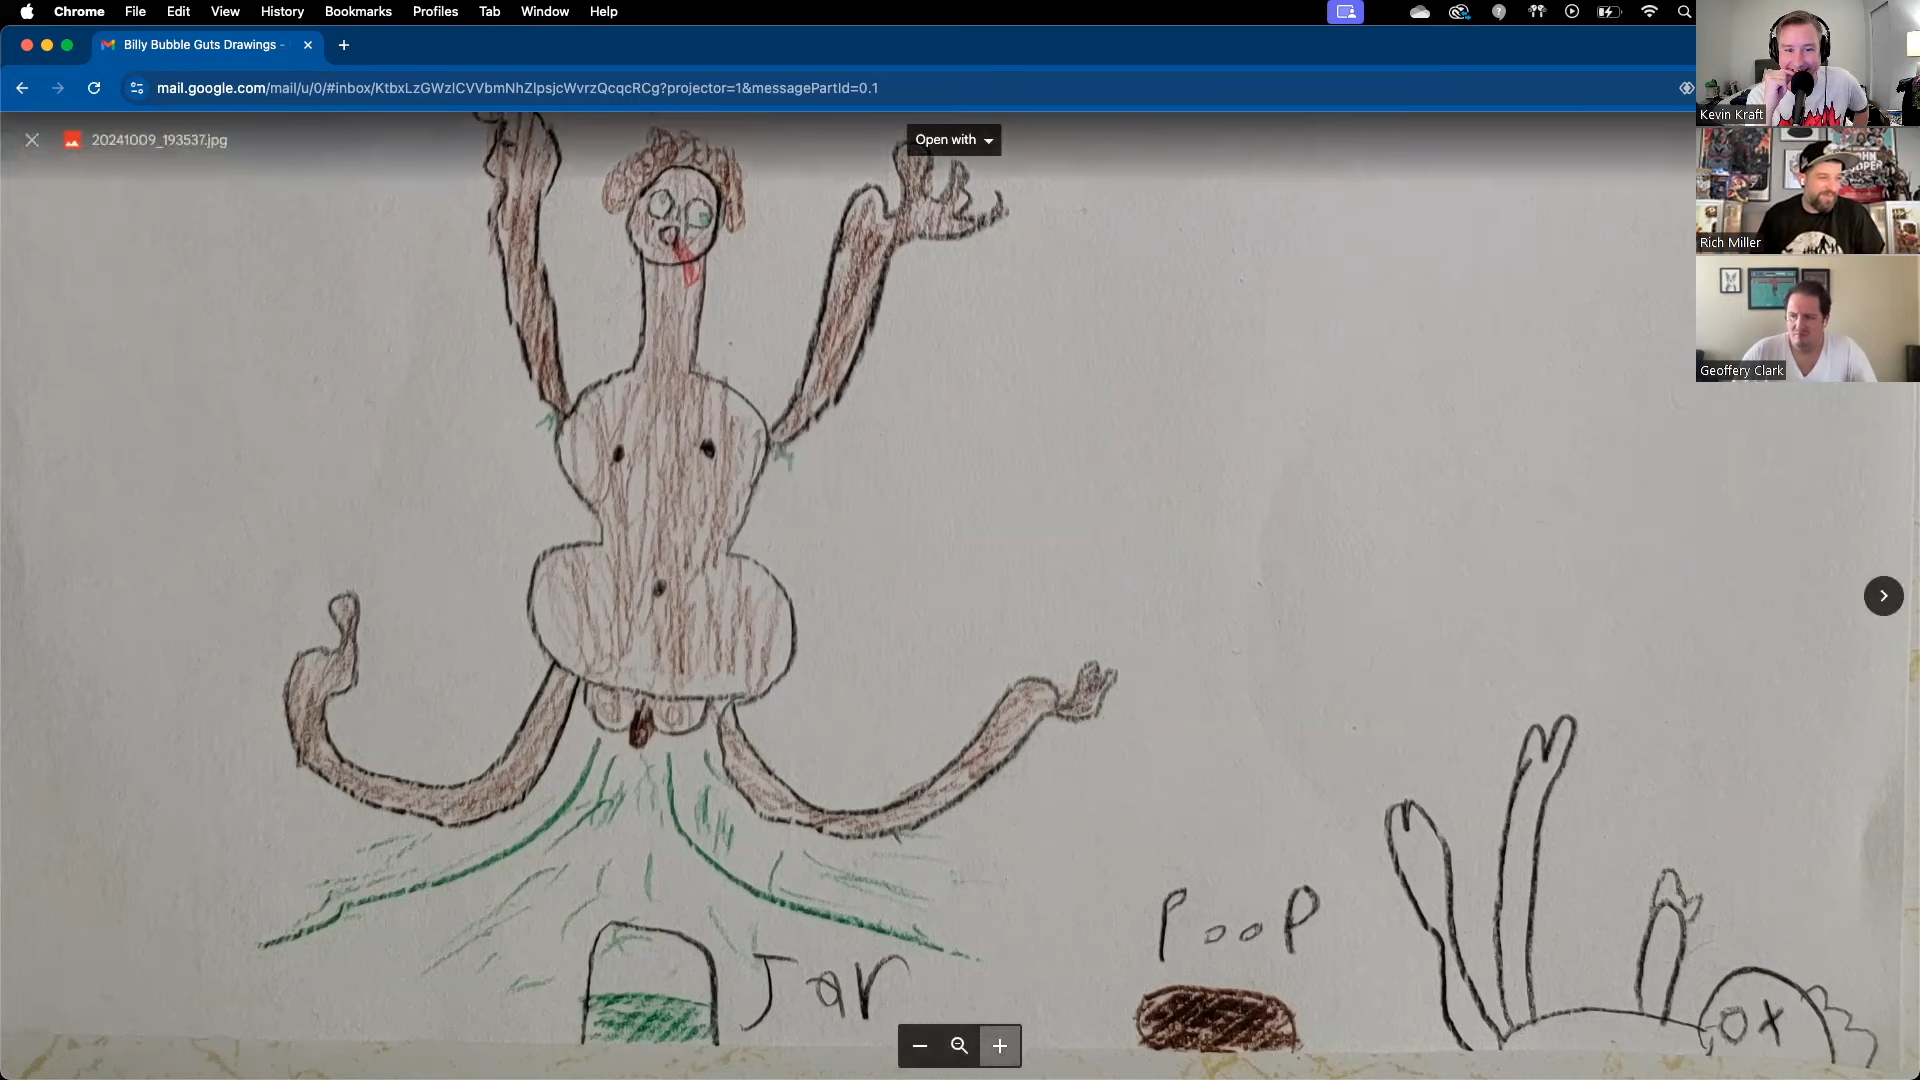 Chrome File Edit View History Bookmarks Profiles Tab Window Help
Billy Bubble Guts Drawings -
mail.google.com/mail/u/0/#inbox/KtbxLzGWzlCVVbmNhZlpsjcWvrzQcqcRCg?projector=1&messagePartId=0.1
20241009_193537.jpg
Open with
Kevin Kraft
Rich Miller
Geoffery Clark
Poop
Jar